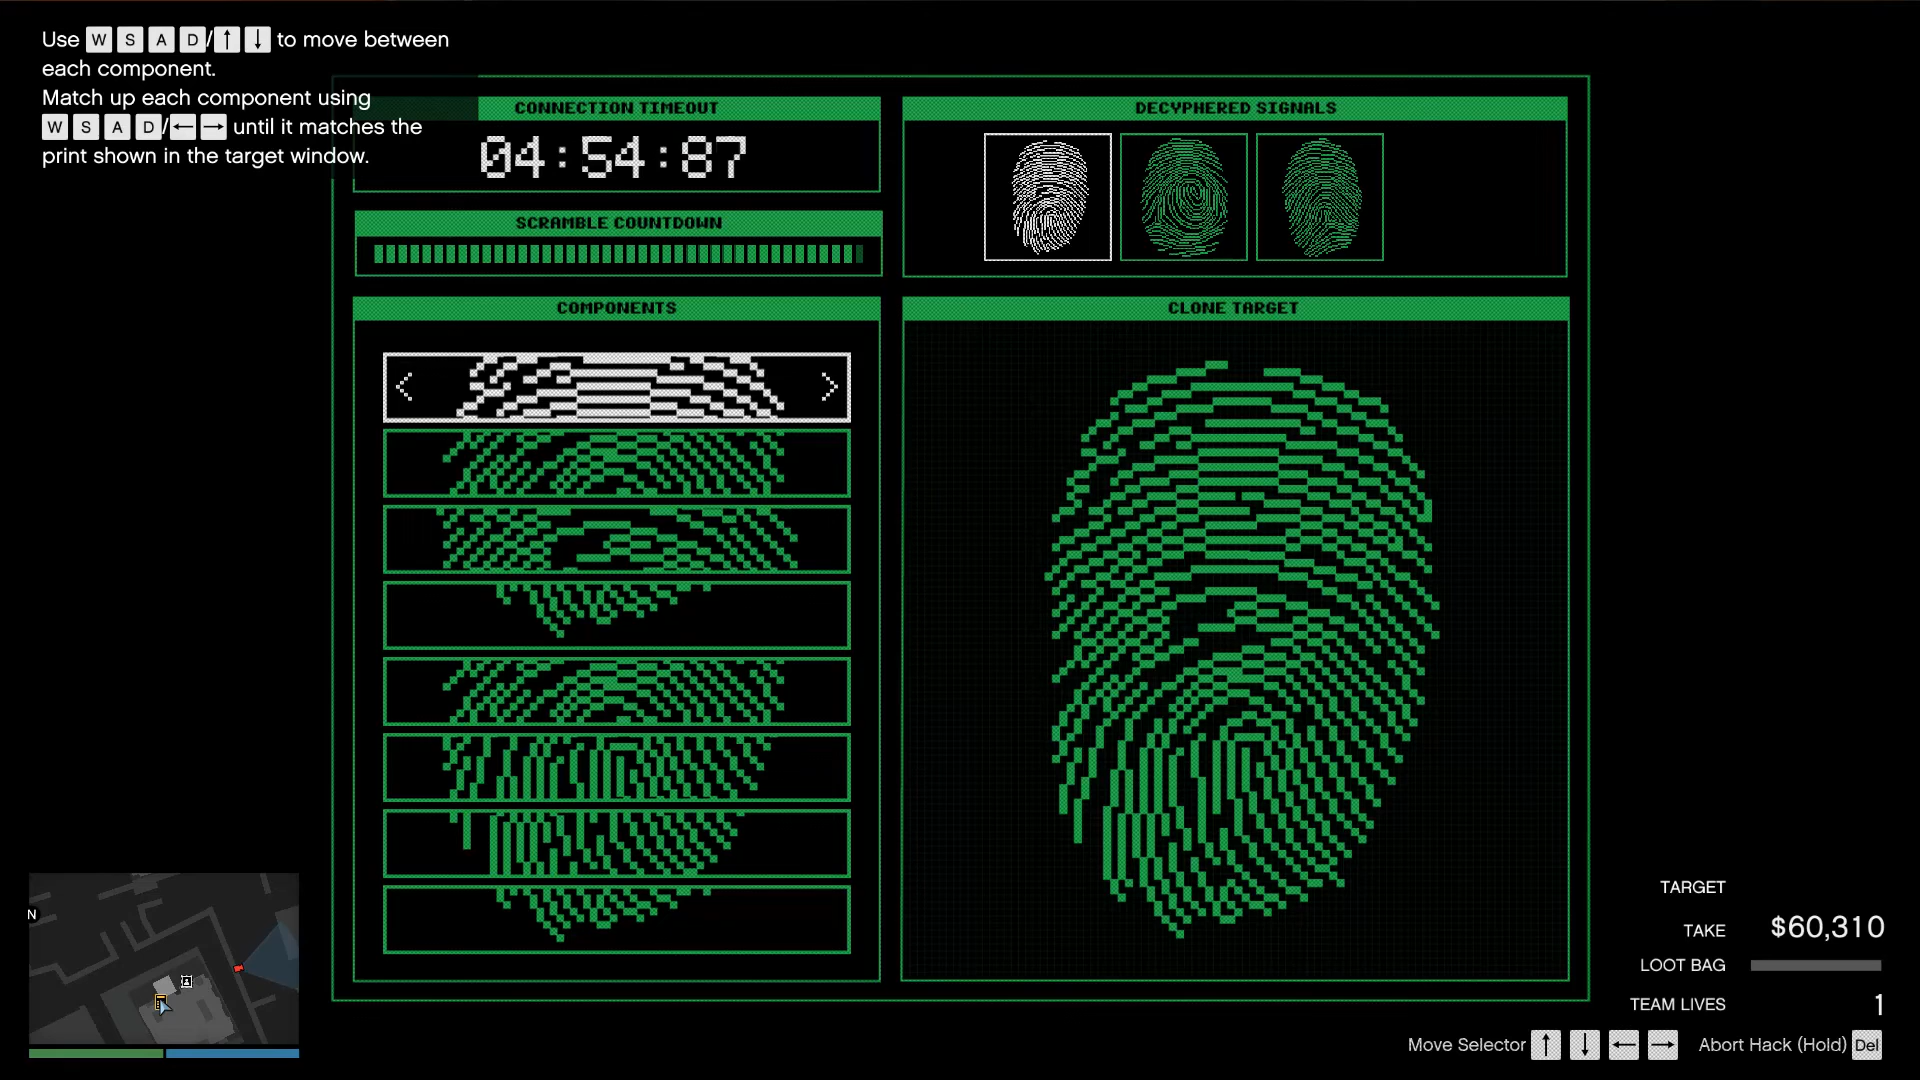 Use W S A D/↑ ↓ to move between
each component.
Match up each component using
W S A D/← → until it matches the
print shown in the target window.
CONNECTION TIMEOUT
04:54:87
SCRAMBLE COUNTDOWN
DECYPHERED SIGNALS
COMPONENTS
CLONE TARGET
N
TARGET
TAKE $60,310
LOOT BAG
TEAM LIVES 1
Move Selector ↑ ↓ ← → Abort Hack (Hold) Del